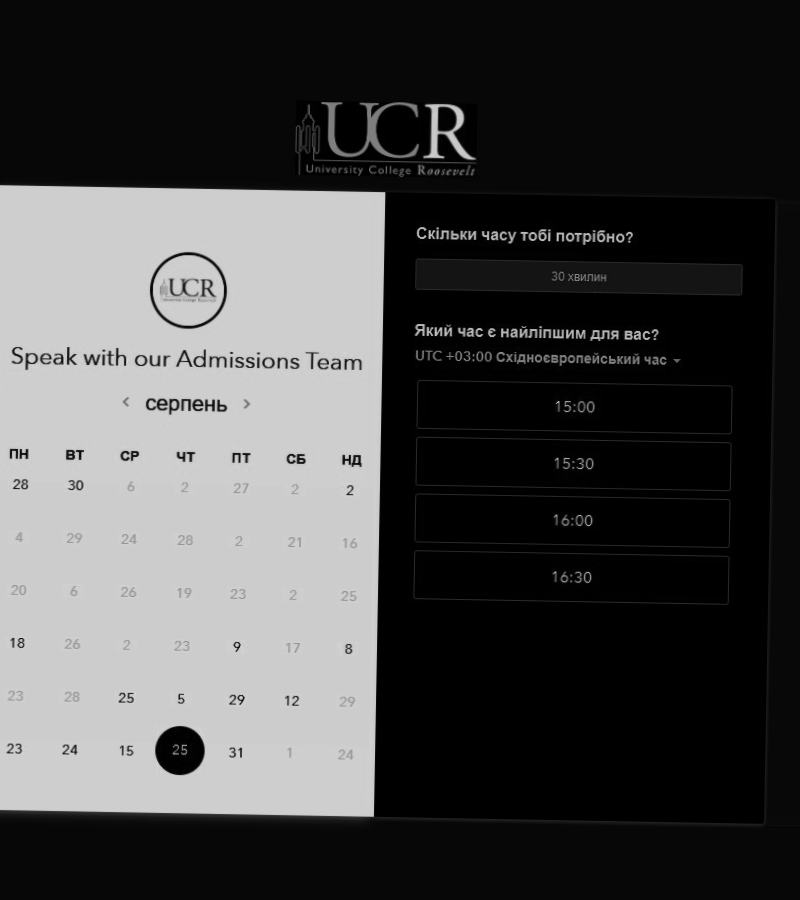 UCR
University College Roosevelt
UCR
Speak with our Admissions Team
серпень
ПН ВТ СР ЧТ ПТ СБ НД
28 30 6 2 27 2 2
4 29 24 28 2 21 16
20 6 26 19 23 2 25
18 26 2 23 9 17 8
23 28 25 5 29 12 29
23 24 15 25 31 1 24
Скільки часу тобі потрібно?
30 хвилин
Який час є найліпшим для вас?
UTC +03:00 Східноєвропейський час
15:00
15:30
16:00
16:30